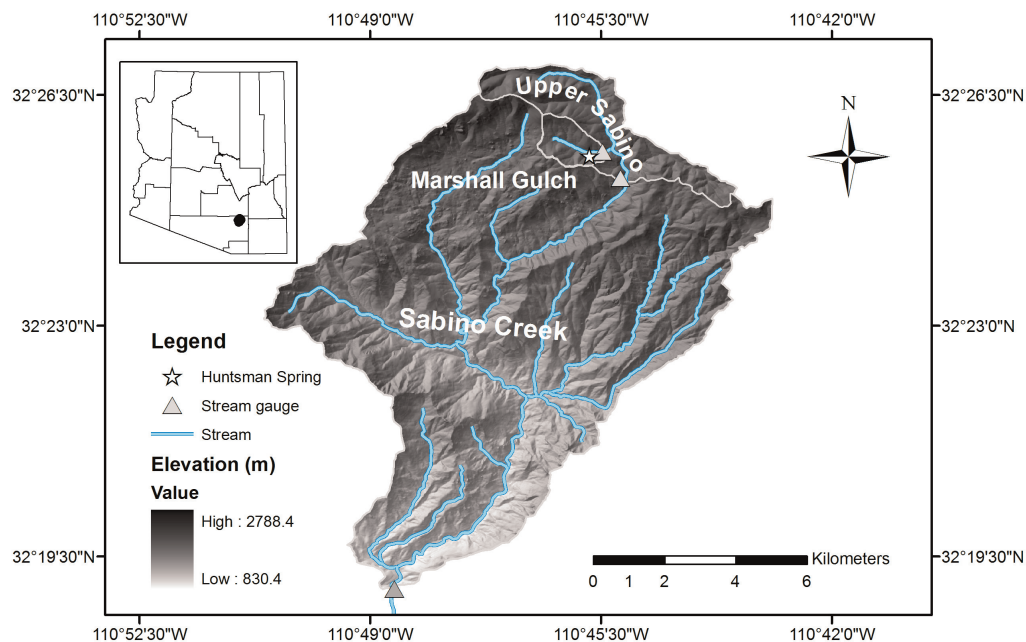 110°52'30"W 110°49'0"W 110°45'30"W 110°42'0"W
32°26'30"N 32°26'30"N
Upper Sabino
N
Marshall Gulch
32°23'0"N 32°23'0"N
Sabino Creek
Legend
Huntsman Spring
Stream gauge
Stream
Elevation (m)
Value
High : 2788.4
Low : 830.4
32°19'30"N 32°19'30"N
Kilometers
0 1 2 4 6
110°52'30"W 110°49'0"W 110°45'30"W 110°42'0"W